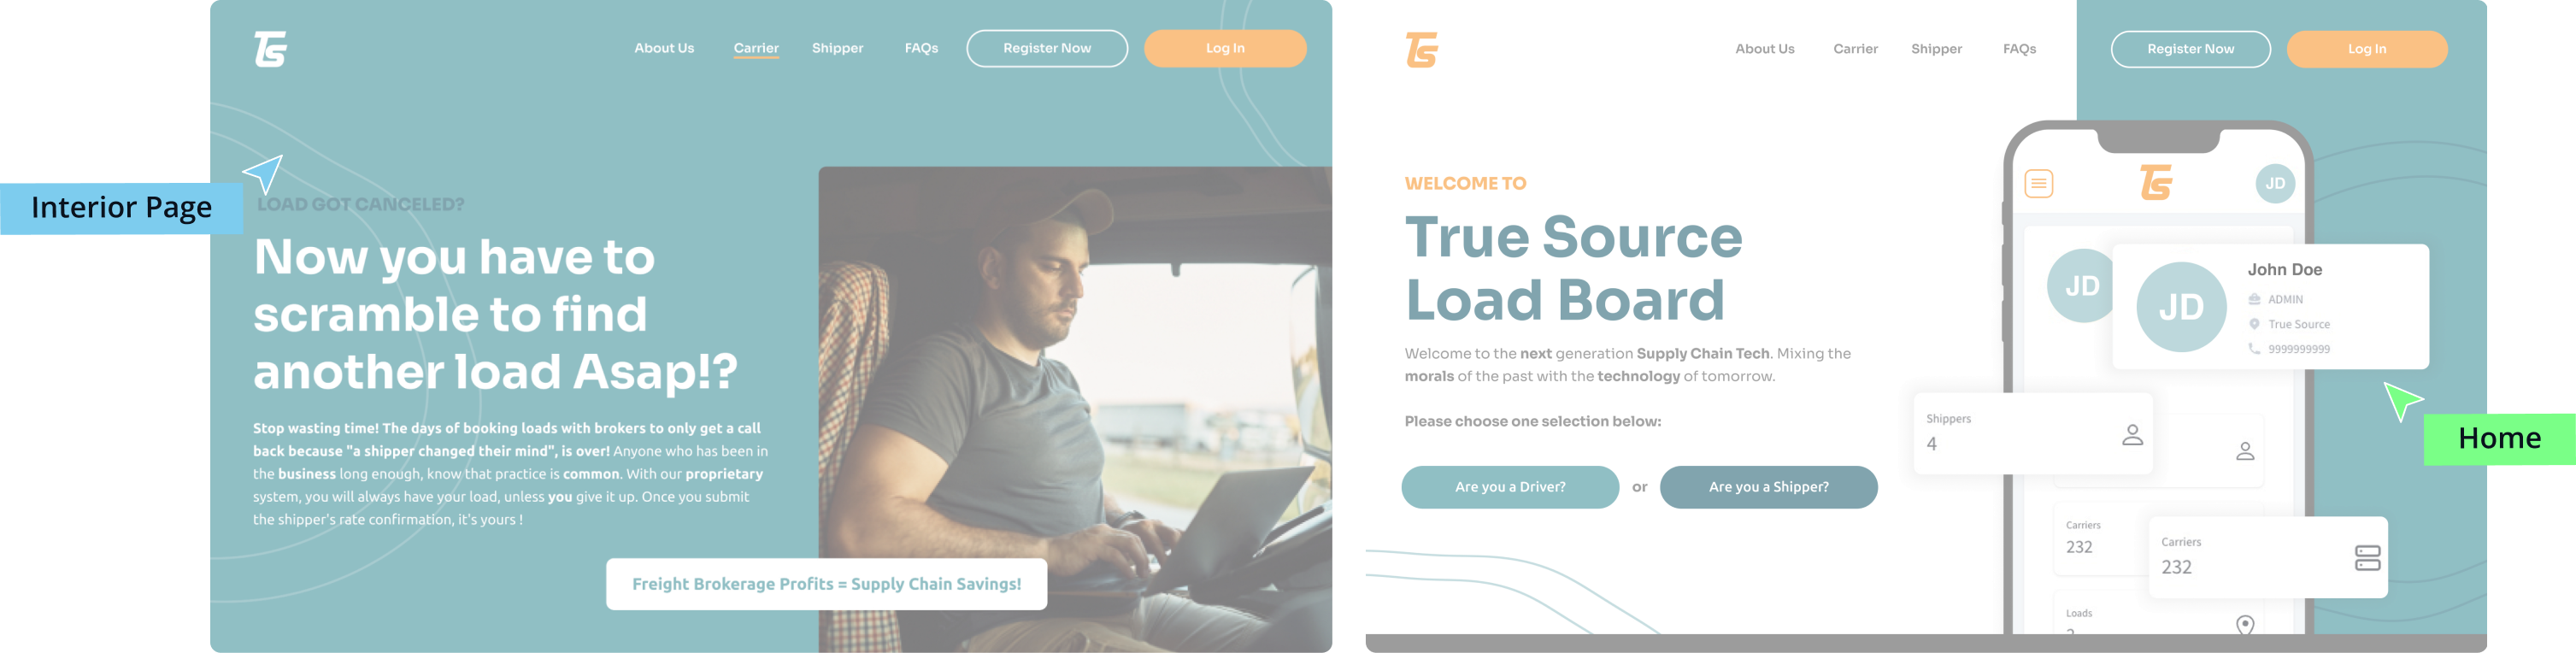 Interior Page
Ts
About Us
Carrier
Shipper
FAQs
Register Now
Log In
LOAD GOT CANCELED?
Now you have to
scramble to find
another load Asap!?
Stop wasting time! The days of booking loads with brokers to only get a call
back because "a shipper changed their mind", is over! Anyone who has been in
the business long enough, know that practice is common. With our proprietary
system, you will always have your load, unless you give it up. Once you submit
the shipper's rate confirmation, it's yours !
Freight Brokerage Profits = Supply Chain Savings!
Ts
About Us
Carrier
Shipper
FAQs
Register Now
Log In
WELCOME TO
True Source
Load Board
Welcome to the next generation Supply Chain Tech. Mixing the
morals of the past with the technology of tomorrow.
Please choose one selection below:
Are you a Driver?
or
Are you a Shipper?
Ts
JD
JD
JD
John Doe
ADMIN
True Source
9999999999
Shippers
4
Carriers
232
Carriers
232
Loads
Home